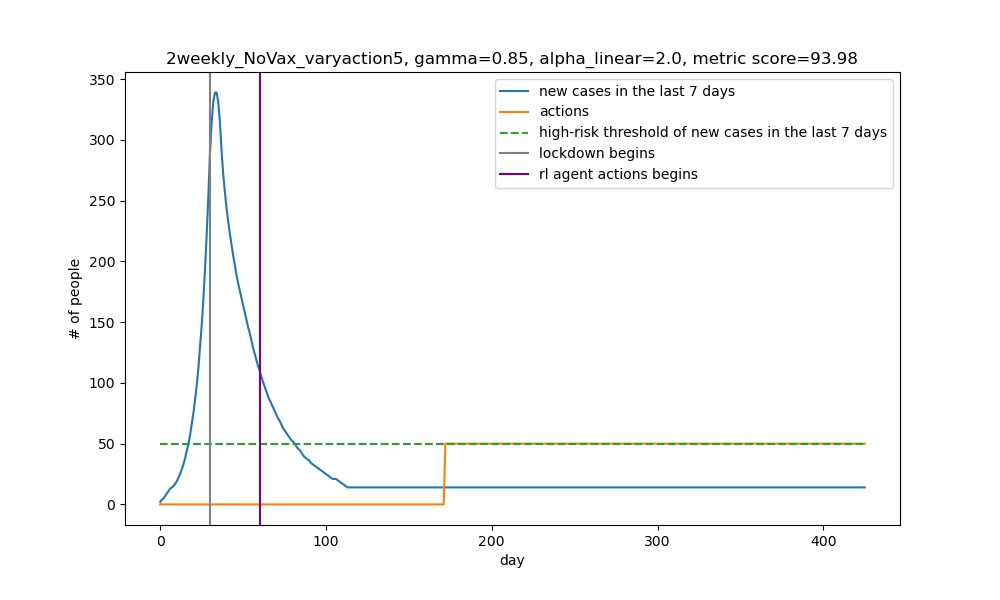 2weekly_NoVax_varyaction5, gamma=0.85, alpha_linear=2.0, metric score=93.98
new cases in the last 7 days
actions
high-risk threshold of new cases in the last 7 days
lockdown begins
rl agent actions begins
# of people
350
300
250
200
150
100
50
0
0 100 200 300 400
day